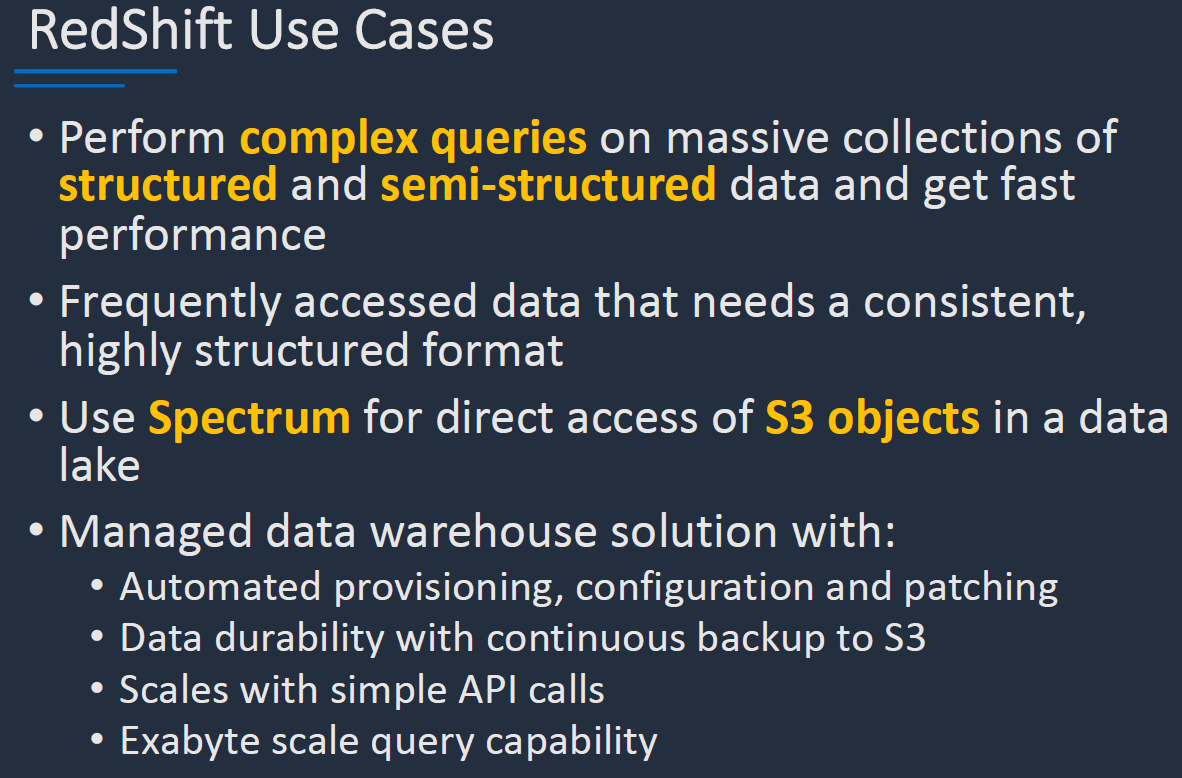 RedShift Use Cases
• Perform complex queries on massive collections of
structured and semi-structured data and get fast
performance
• Frequently accessed data that needs a consistent,
highly structured format
• Use Spectrum for direct access of S3 objects in a data
lake
• Managed data warehouse solution with:
• Automated provisioning, configuration and patching
• Data durability with continuous backup to S3
• Scales with simple API calls
• Exabyte scale query capability